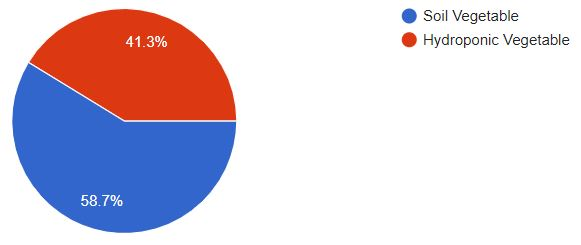 Soil Vegetable
Hydroponic Vegetable
41.3%
58.7%